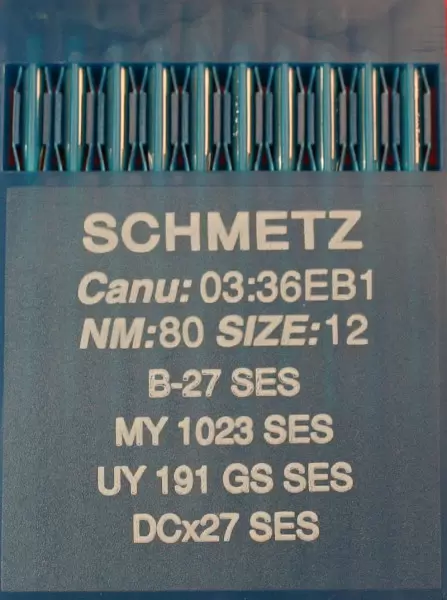 SCHMETZ
Canu: 03:36EB1
NM:80 SIZE:12
B-27 SES
MY 1023 SES
UY 191 GS SES
DCx27 SES